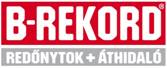 B-REKORD®
REDŐNYTOK + ÁTHIDALÓ